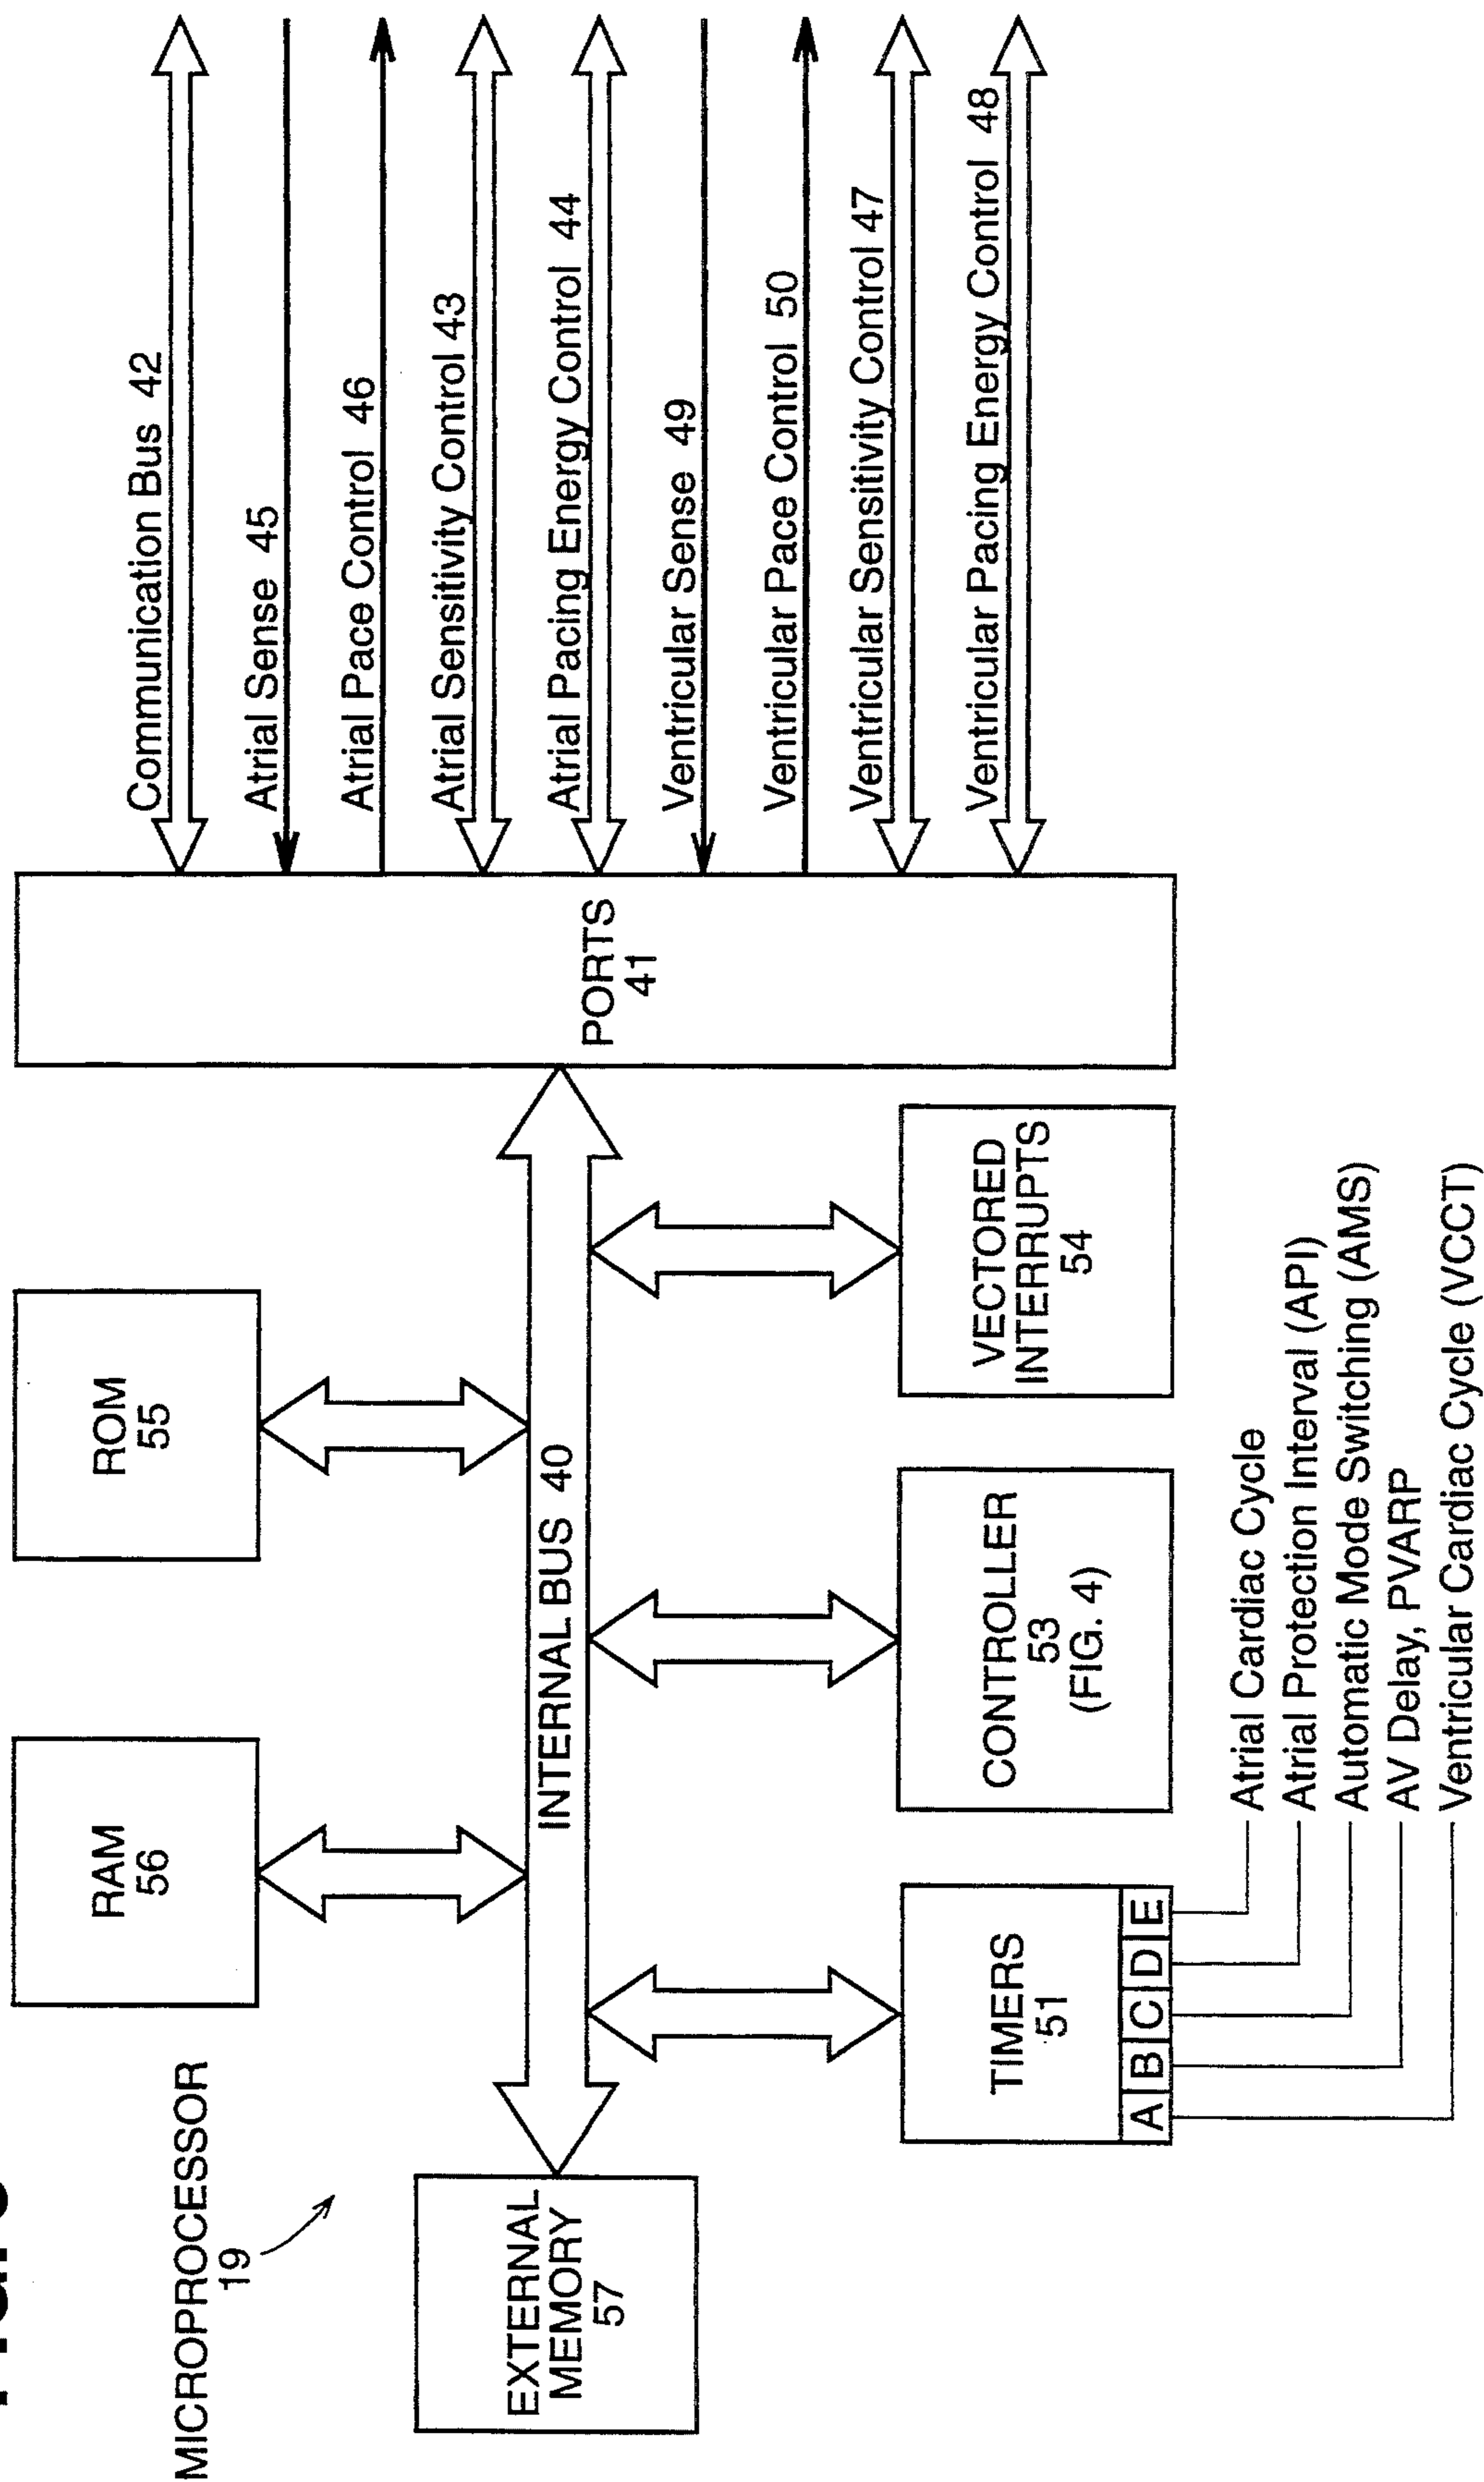 MICROPROCESSOR
19
RAM
56
ROM
55
EXTERNAL
MEMORY
57
INTERNAL BUS 40
PORTS
41
Communication Bus 42
Atrial Sense 45
Atrial Pace Control 46
Atrial Sensitivity Control 43
Atrial Pacing Energy Control 44
Ventricular Sense 49
Ventricular Pace Control 50
Ventricular Sensitivity Control 47
Ventricular Pacing Energy Control 48
TIMERS
51
A B C D E
CONTROLLER
53
(FIG. 4)
VECTORED
INTERRUPTS
54
Atrial Cardiac Cycle
Atrial Protection Interval (API)
Automatic Mode Switching (AMS)
AV Delay, PVARP
Ventricular Cardiac Cycle (VCCT)